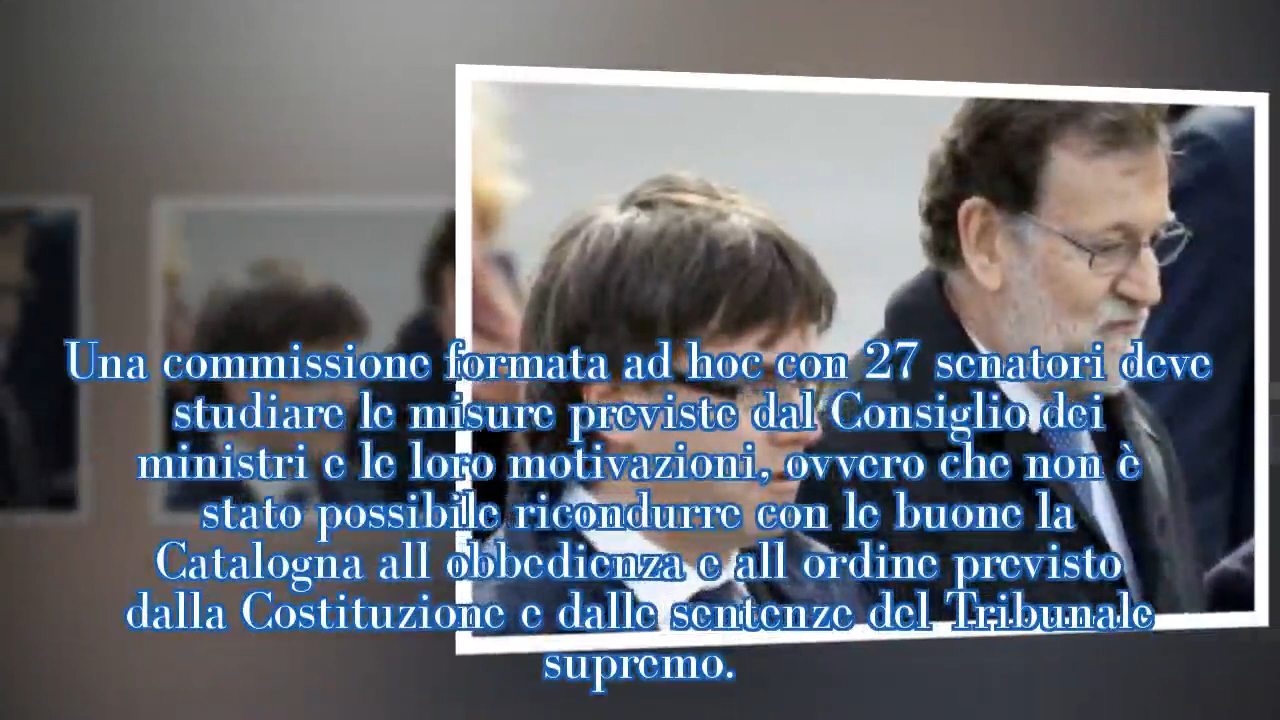 Una commissione formata ad hoc con 27 senatori deve
studiare le misure previste dal Consiglio dei
ministri e le loro motivazioni, ovvero che non è
stato possibile ricondurre con le buone la
Catalogna all obbedienza e all ordine previsto
dalla Costituzione e dalle sentenze del Tribunale
supremo.